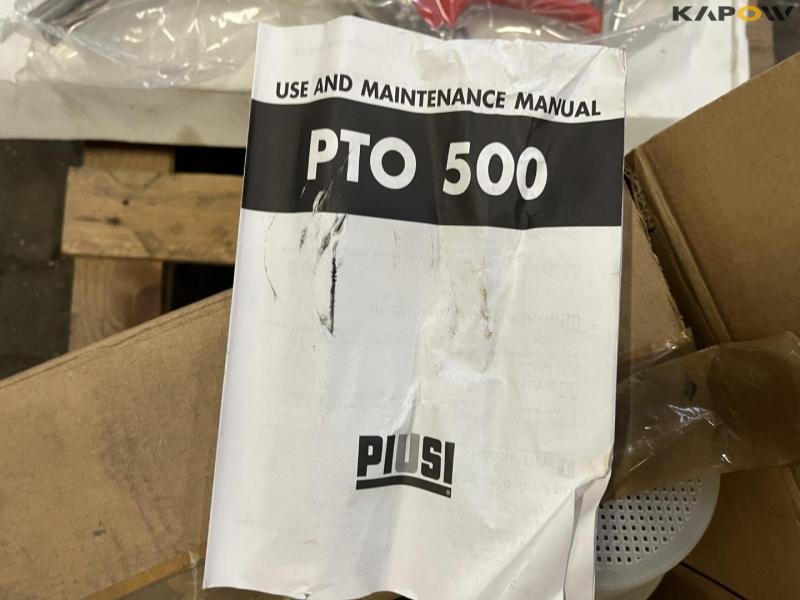 KAPOW
USE AND MAINTENANCE MANUAL
PTO 500
PIUSI